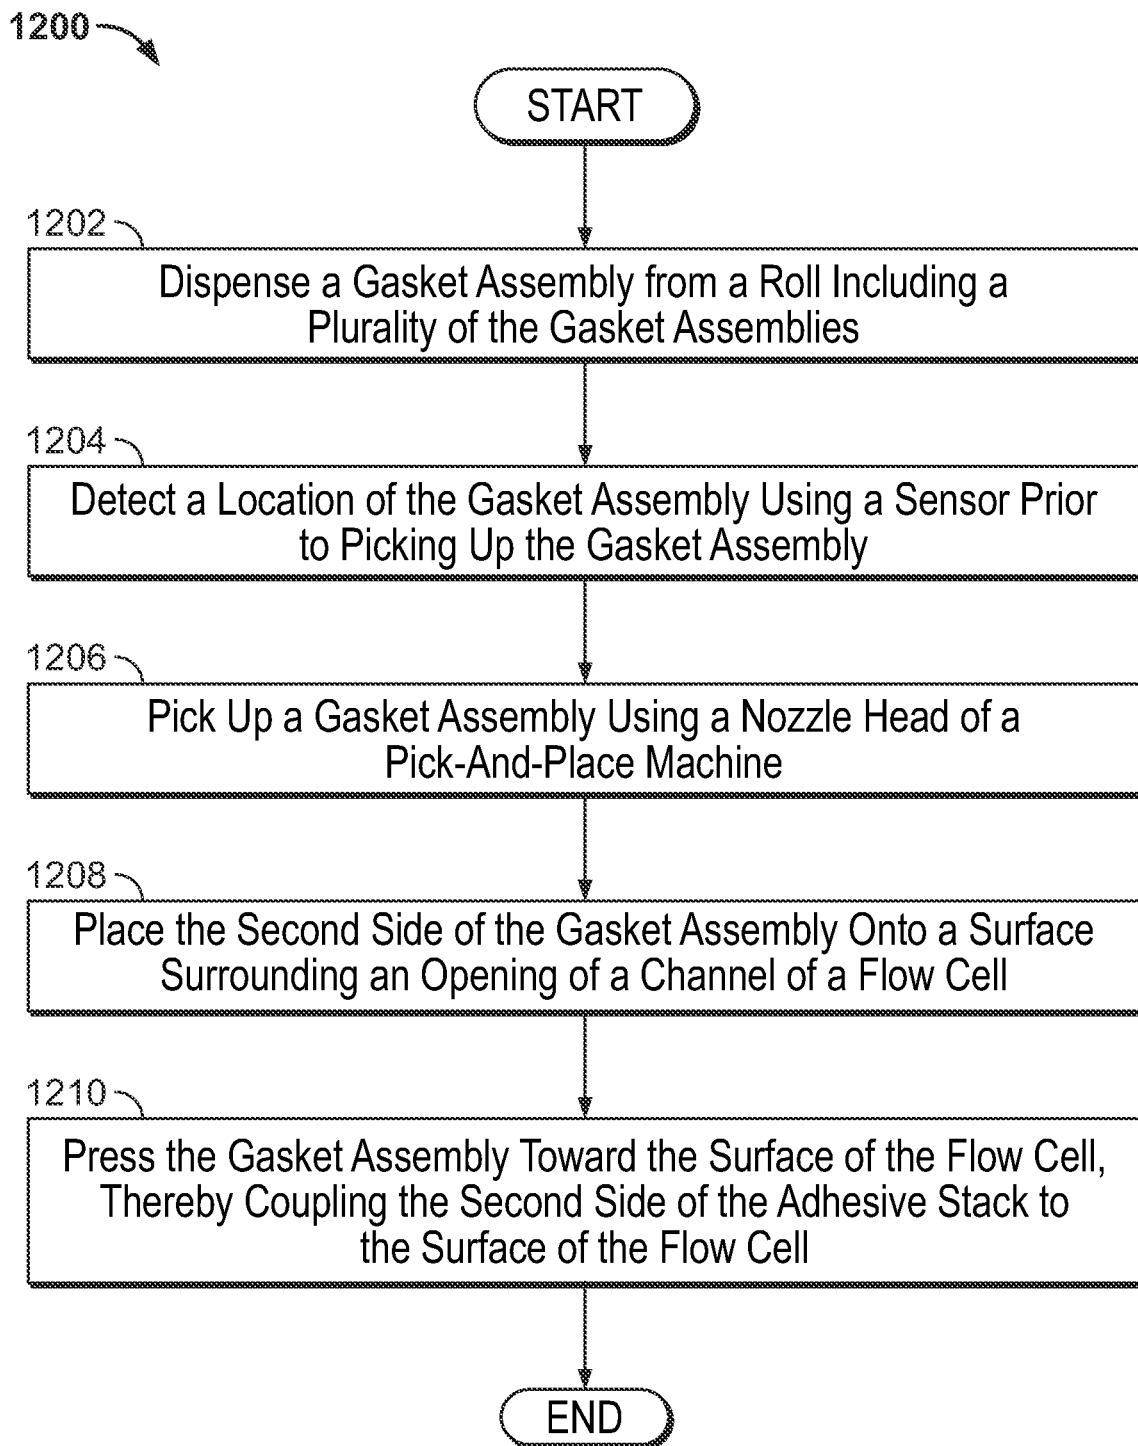 1200
START
1202
Dispense a Gasket Assembly from a Roll Including a
Plurality of the Gasket Assemblies
1204
Detect a Location of the Gasket Assembly Using a Sensor Prior
to Picking Up the Gasket Assembly
1206
Pick Up a Gasket Assembly Using a Nozzle Head of a
Pick-And-Place Machine
1208
Place the Second Side of the Gasket Assembly Onto a Surface
Surrounding an Opening of a Channel of a Flow Cell
1210
Press the Gasket Assembly Toward the Surface of the Flow Cell,
Thereby Coupling the Second Side of the Adhesive Stack to
the Surface of the Flow Cell
END